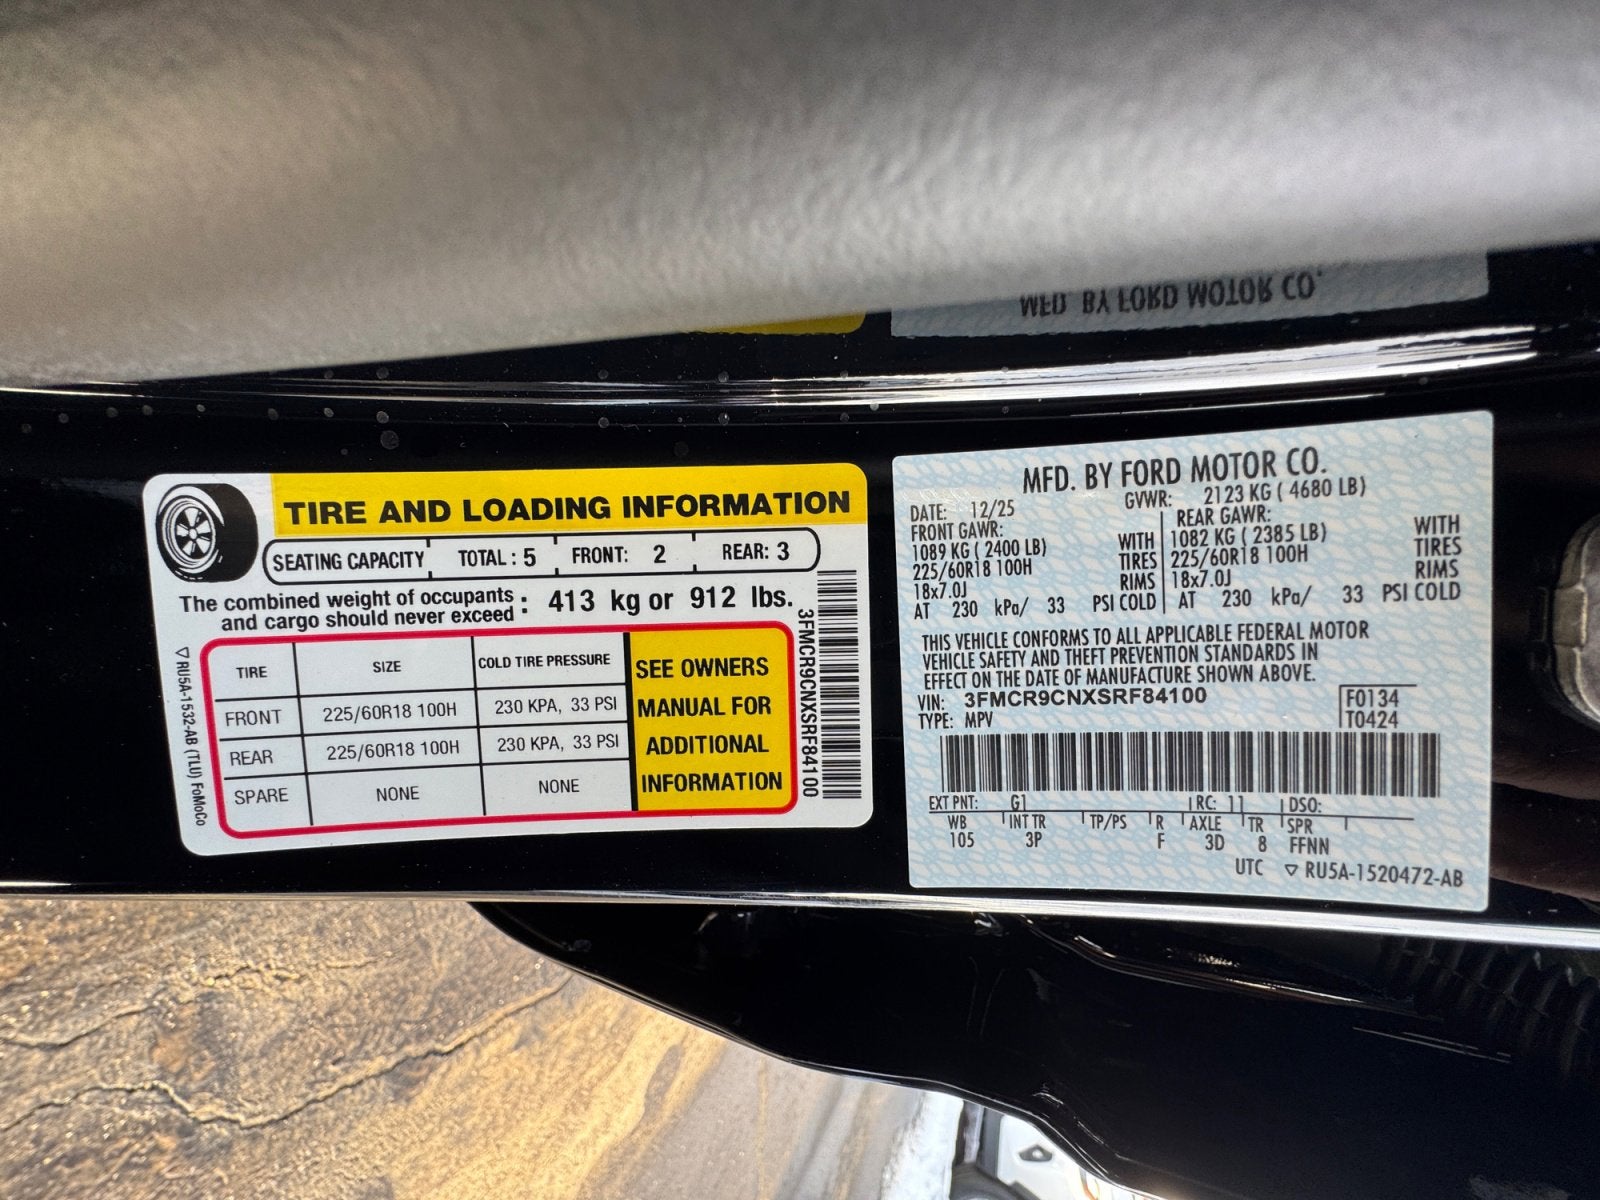 MFD. BY FORD MOTOR CO.
TIRE AND LOADING INFORMATION
SEATING CAPACITY TOTAL : 5 FRONT: 2 REAR: 3
The combined weight of occupants
and cargo should never exceed : 413 kg or 912 lbs.
TIRE SIZE COLD TIRE PRESSURE
FRONT 225/60R18 100H 230 KPA, 33 PSI
REAR 225/60R18 100H 230 KPA, 33 PSI
SPARE NONE NONE
SEE OWNERS
MANUAL FOR
ADDITIONAL
INFORMATION
3FMCR9CNXSRF84100
▽RU5A-1532-AB (TLU) FoMoCo
MFD. BY FORD MOTOR CO.
DATE: 12/25 GVWR: 2123 KG ( 4680 LB)
FRONT GAWR: REAR GAWR:
1089 KG ( 2400 LB) WITH 1082 KG ( 2385 LB) WITH
225/60R18 100H TIRES 225/60R18 100H TIRES
18x7.0J RIMS 18x7.0J RIMS
AT 230 kPa/ 33 PSI COLD AT 230 kPa/ 33 PSI COLD
THIS VEHICLE CONFORMS TO ALL APPLICABLE FEDERAL MOTOR
VEHICLE SAFETY AND THEFT PREVENTION STANDARDS IN
EFFECT ON THE DATE OF MANUFACTURE SHOWN ABOVE.
VIN: 3FMCR9CNXSRF84100 F0134
TYPE: MPV T0424
EXT PNT: G1 RC: 11 DSO:
WB INT TR TP/PS R AXLE TR SPR
105 3P F 3D 8 FFNN
UTC ▽ RU5A-1520472-AB